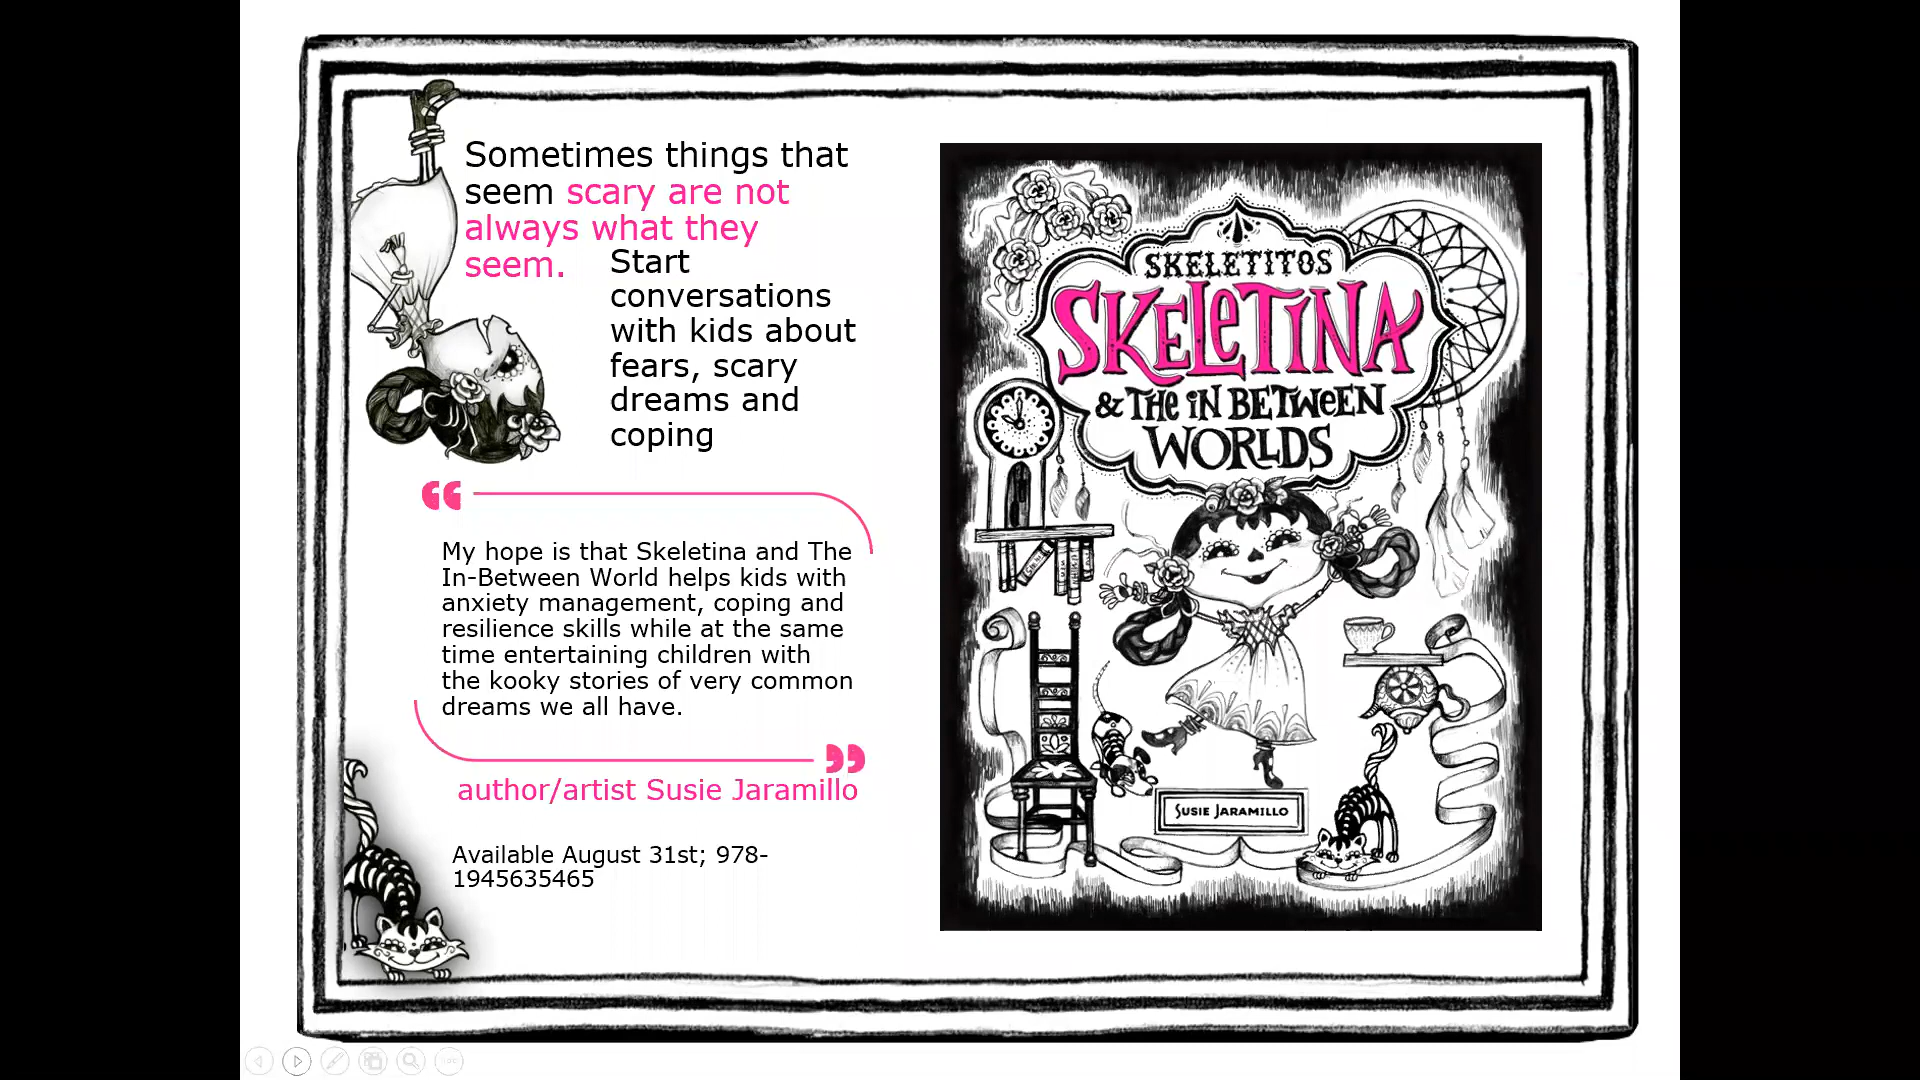 Sometimes things that
seem scary are not
always what they
seem.
Start
conversations
with kids about
fears, scary
dreams and
coping
“
My hope is that Skeletina and The
In-Between World helps kids with
anxiety management, coping and
resilience skills while at the same
time entertaining children with
the kooky stories of very common
dreams we all have.
”
author/artist Susie Jaramillo
Available August 31st; 978-
1945635465
SKELETITOS
SKELETINA
& THE IN BETWEEN
WORLDS
SUSIE JARAMILLO